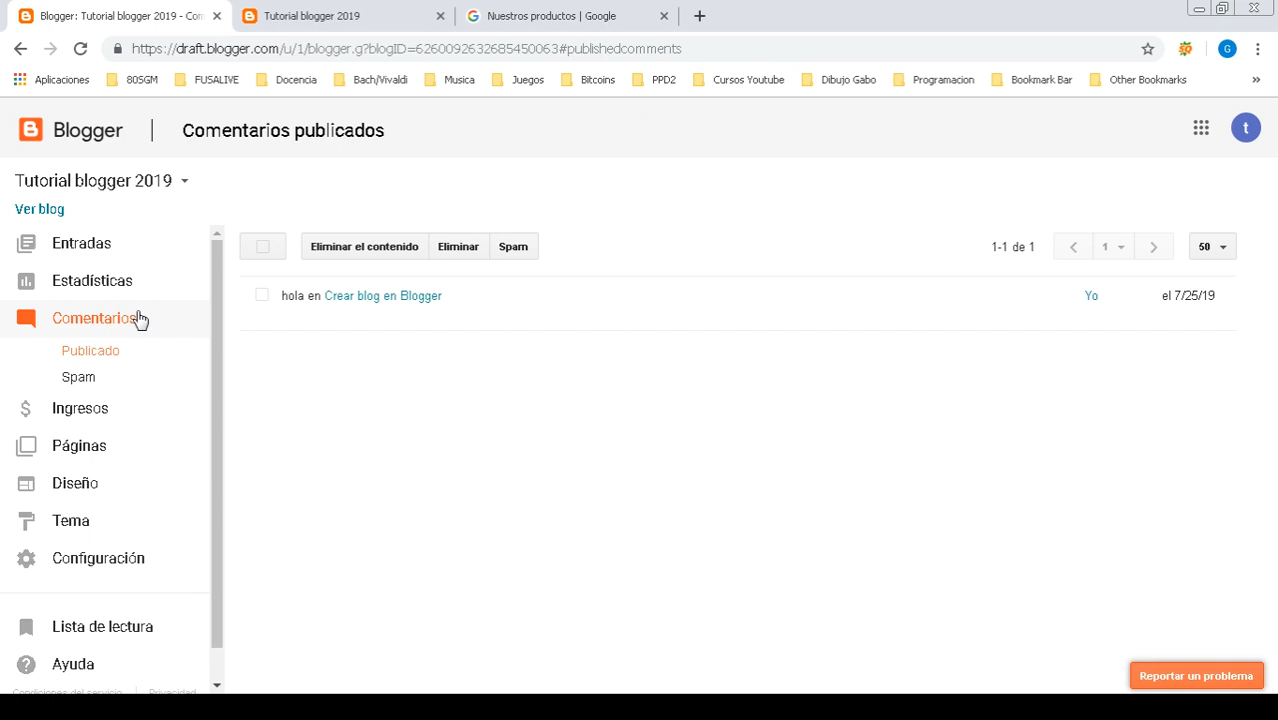 Blogger: Tutorial blogger 2019 - Com
Tutorial blogger 2019
Nuestros productos | Google
https://draft.blogger.com/u/1/blogger.g?blogID=6260092632685450063#publishedcomments
G
Aplicaciones
80SGM
FUSALIVE
Docencia
Bach/Vivaldi
Musica
Juegos
Bitcoins
PPD2
Cursos Youtube
Dibujo Gabo
Programacion
Bookmark Bar
Other Bookmarks
»
Blogger
Comentarios publicados
t
Tutorial blogger 2019
Ver blog
Entradas
Estadísticas
Comentarios
Publicado
Spam
Ingresos
Páginas
Diseño
Tema
Configuración
Lista de lectura
Ayuda
Condiciones del servicio
Privacidad
Eliminar el contenido
Eliminar
Spam
1-1 de 1
1
50
hola en Crear blog en Blogger
Yo
el 7/25/19
Reportar un problema